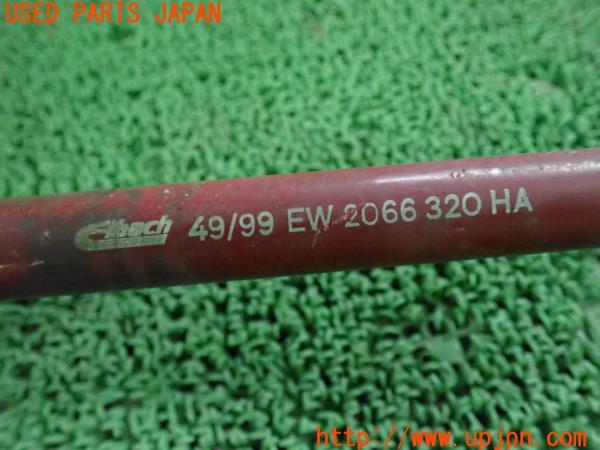 USED PARTS JAPAN
eibach 49/99 EW 2066 320 HA
http://www.upjpn.com